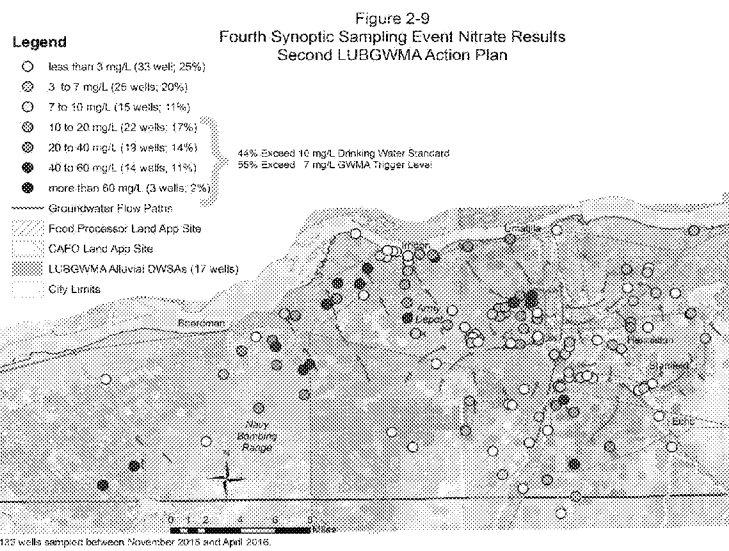 Figure 2-9
Fourth Synoptic Sampling Event Nitrate Results
Second LUBGWMA Action Plan
Legend
less than 3 mg/L (33 well; 25%)
3 to 7 mg/L (26 wells; 20%)
7 to 10 mg/L (15 wells; 11%)
10 to 20 mg/L (22 wells; 17%)
20 to 40 mg/L (19 wells; 14%)
40 to 60 mg/L (14 wells; 11%)
more than 60 mg/L (3 wells; 2%)
44% Exceed 10 mg/L Drinking Water Standard
55% Exceed 7 mg/L GWMA Trigger Level
Groundwater Flow Paths
Food Processor Land App Site
CAFO Land App Site
LUBGWMA Alluvial DWSAs (17 wells)
City Limits
Umatilla
Irrigon
Army
Depot
Boardman
Hermiston
Stanfield
Echo
Navy
Bombing
Range
N
0 1 2 4 6 8
Miles
132 wells sampled between November 2015 and April 2016.